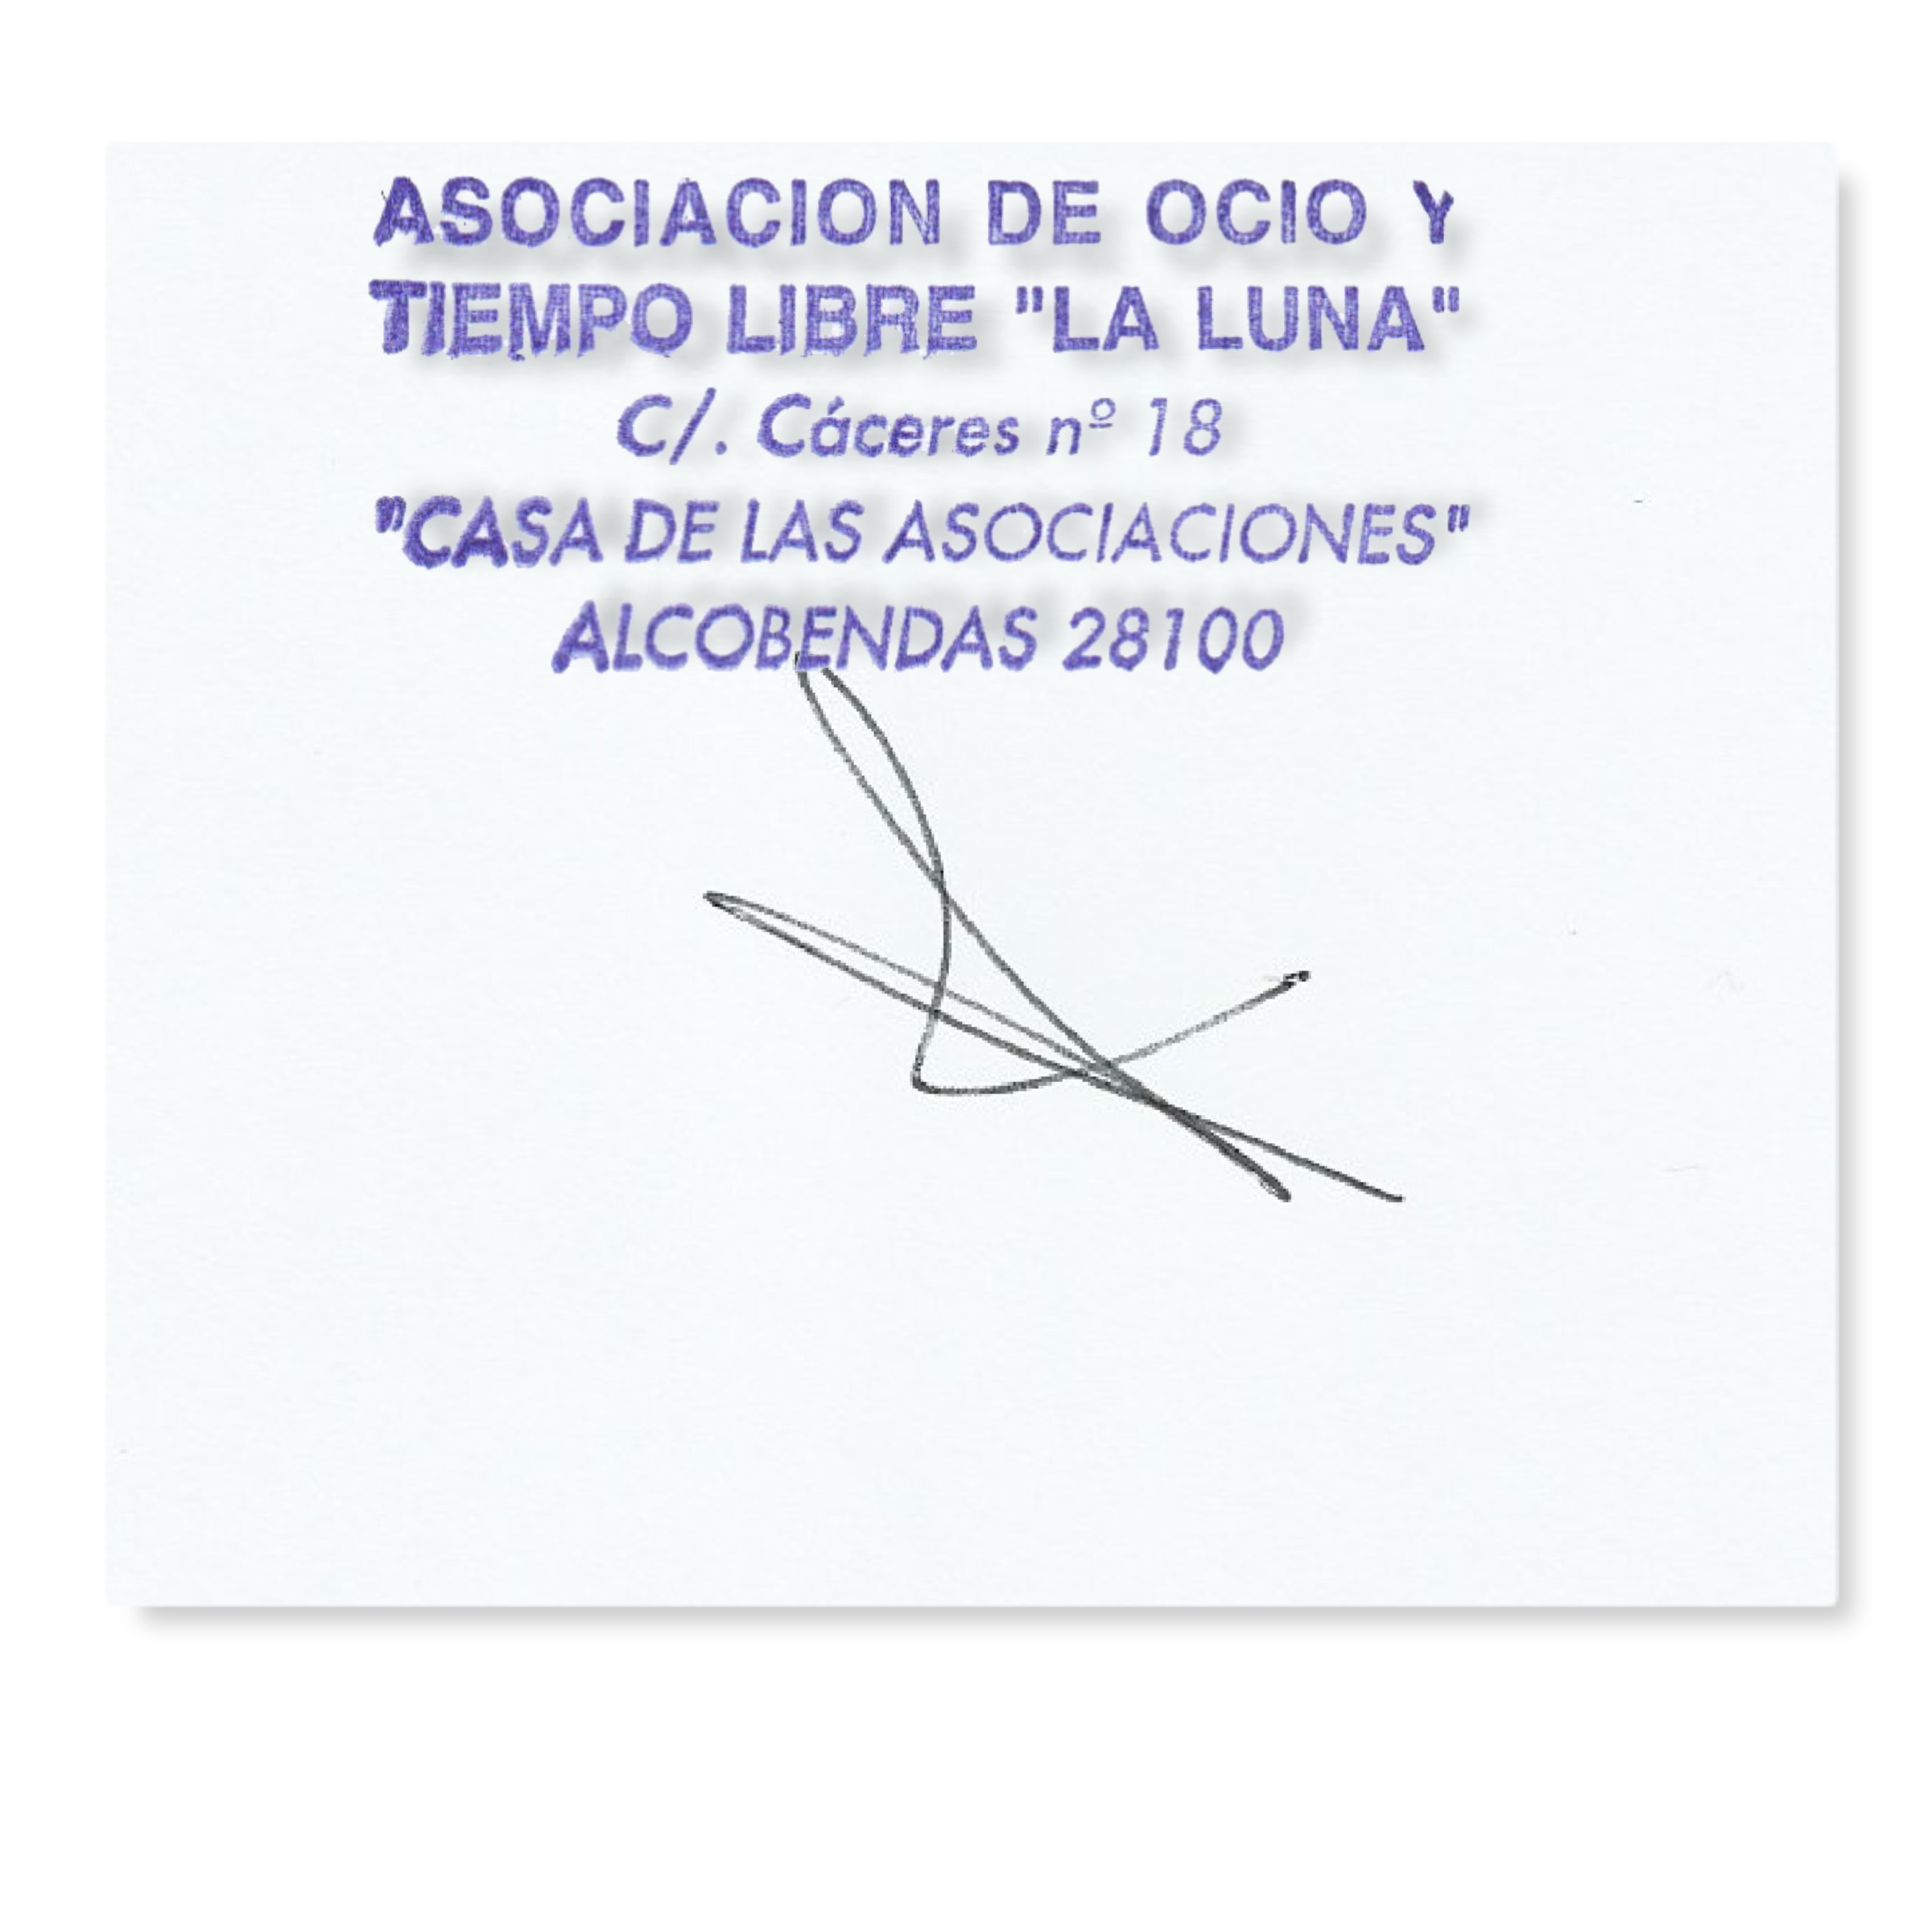 ASOCIACION DE OCIO Y
TIEMPO LIBRE "LA LUNA"
C/. Cáceres nº 18
"CASA DE LAS ASOCIACIONES"
ALCOBENDAS 28100